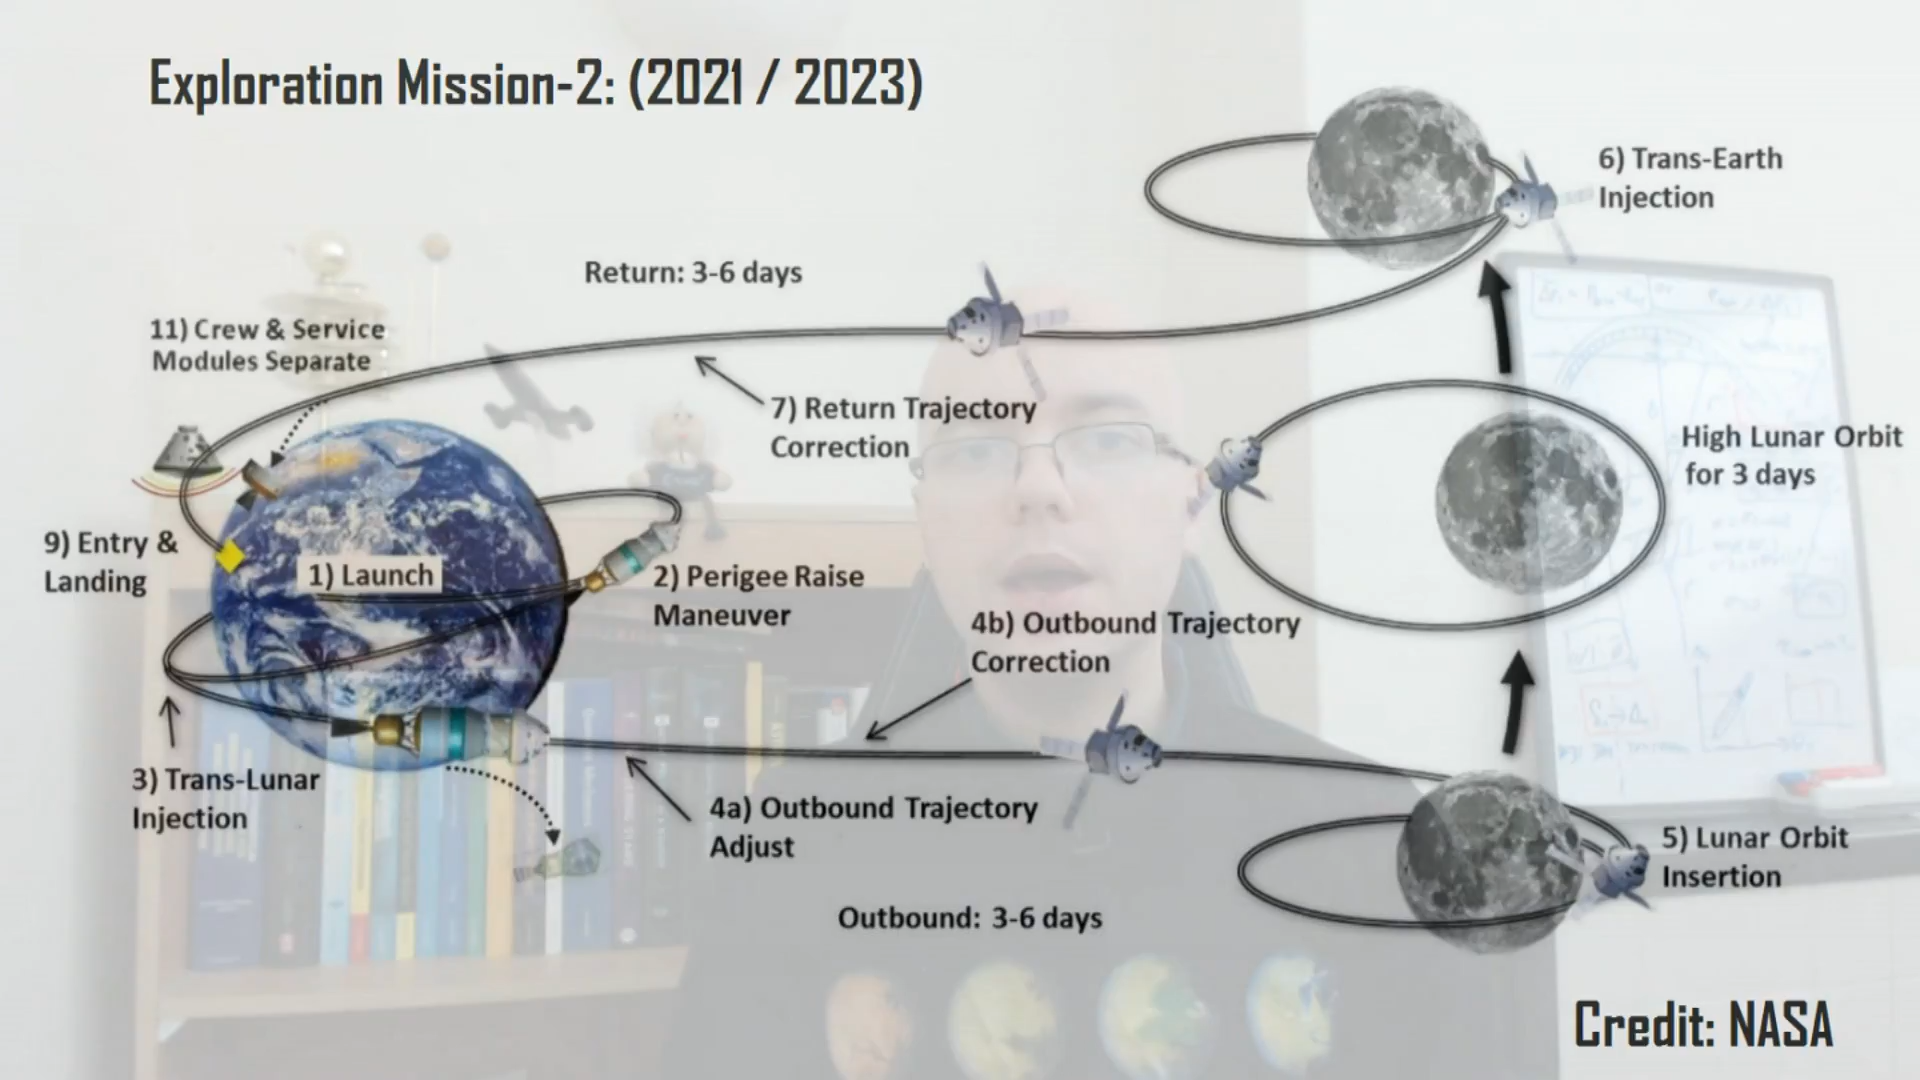 Exploration Mission-2: (2021 / 2023)
6) Trans-Earth
Injection
Return: 3-6 days
11) Crew & Service
Modules Separate
7) Return Trajectory
Correction
High Lunar Orbit
for 3 days
9) Entry &
Landing
1) Launch
2) Perigee Raise
Maneuver
4b) Outbound Trajectory
Correction
3) Trans-Lunar
Injection
4a) Outbound Trajectory
Adjust
5) Lunar Orbit
Insertion
Outbound: 3-6 days
Credit: NASA